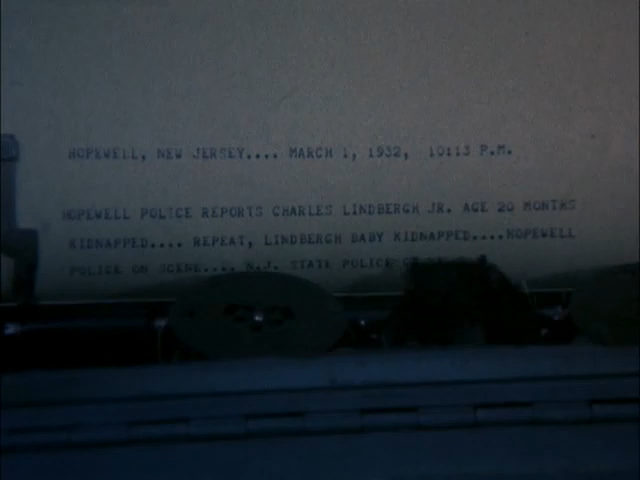 HOPEWELL, NEW JERSEY.... MARCH 1, 1932, 10:13 P.M.
HOPEWELL POLICE REPORTS CHARLES LINDBERGH JR. AGE 20 MONTHS
KIDNAPPED.... REPEAT, LINDBERGH BABY KIDNAPPED....HOPEWELL
POLICE ON SCENE.... N.J. STATE POLICE